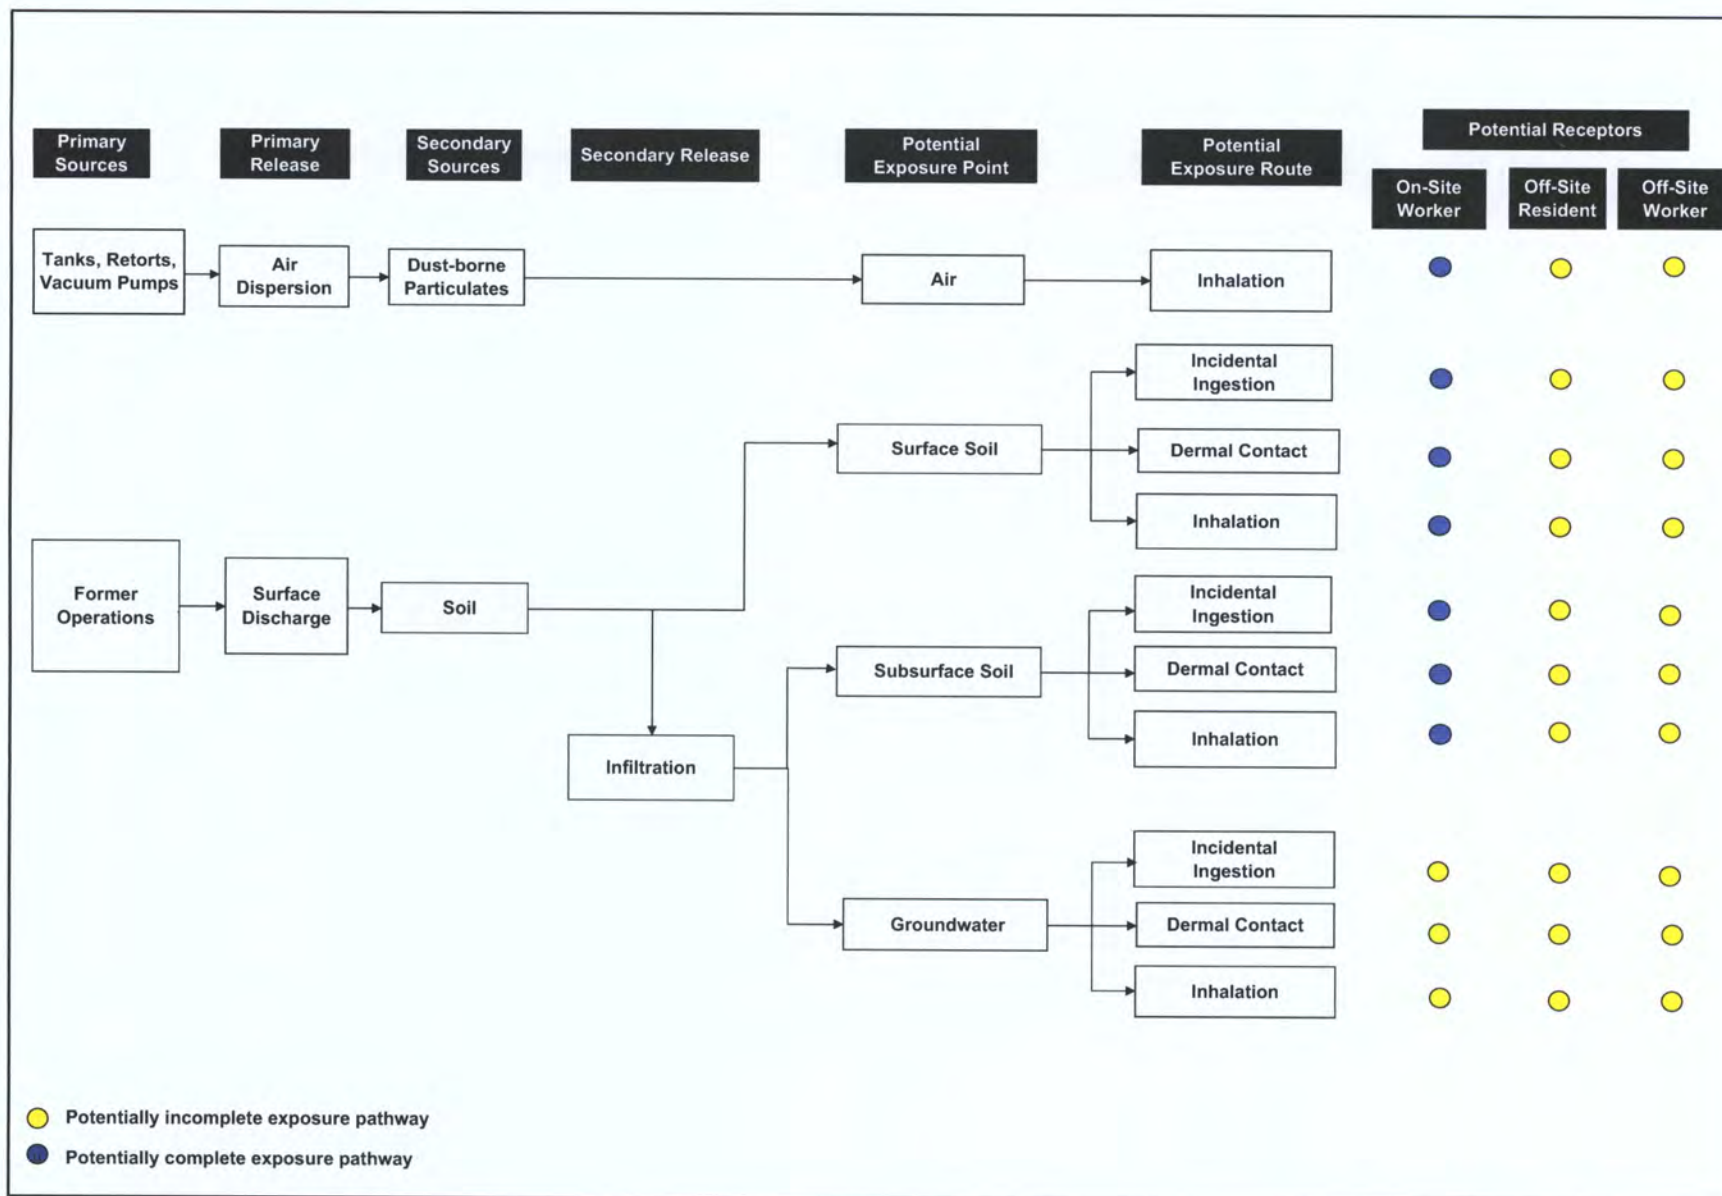 Primary
Sources
Primary
Release
Secondary
Sources
Secondary Release
Potential
Exposure Point
Potential
Exposure Route
Potential Receptors
On-Site
Worker
Off-Site
Resident
Off-Site
Worker
Tanks, Retorts,
Vacuum Pumps
Air
Dispersion
Dust-borne
Particulates
Air
Inhalation
Incidental
Ingestion
Surface Soil
Dermal Contact
Inhalation
Former
Operations
Surface
Discharge
Soil
Incidental
Ingestion
Subsurface Soil
Dermal Contact
Inhalation
Infiltration
Incidental
Ingestion
Groundwater
Dermal Contact
Inhalation
Potentially incomplete exposure pathway
Potentially complete exposure pathway